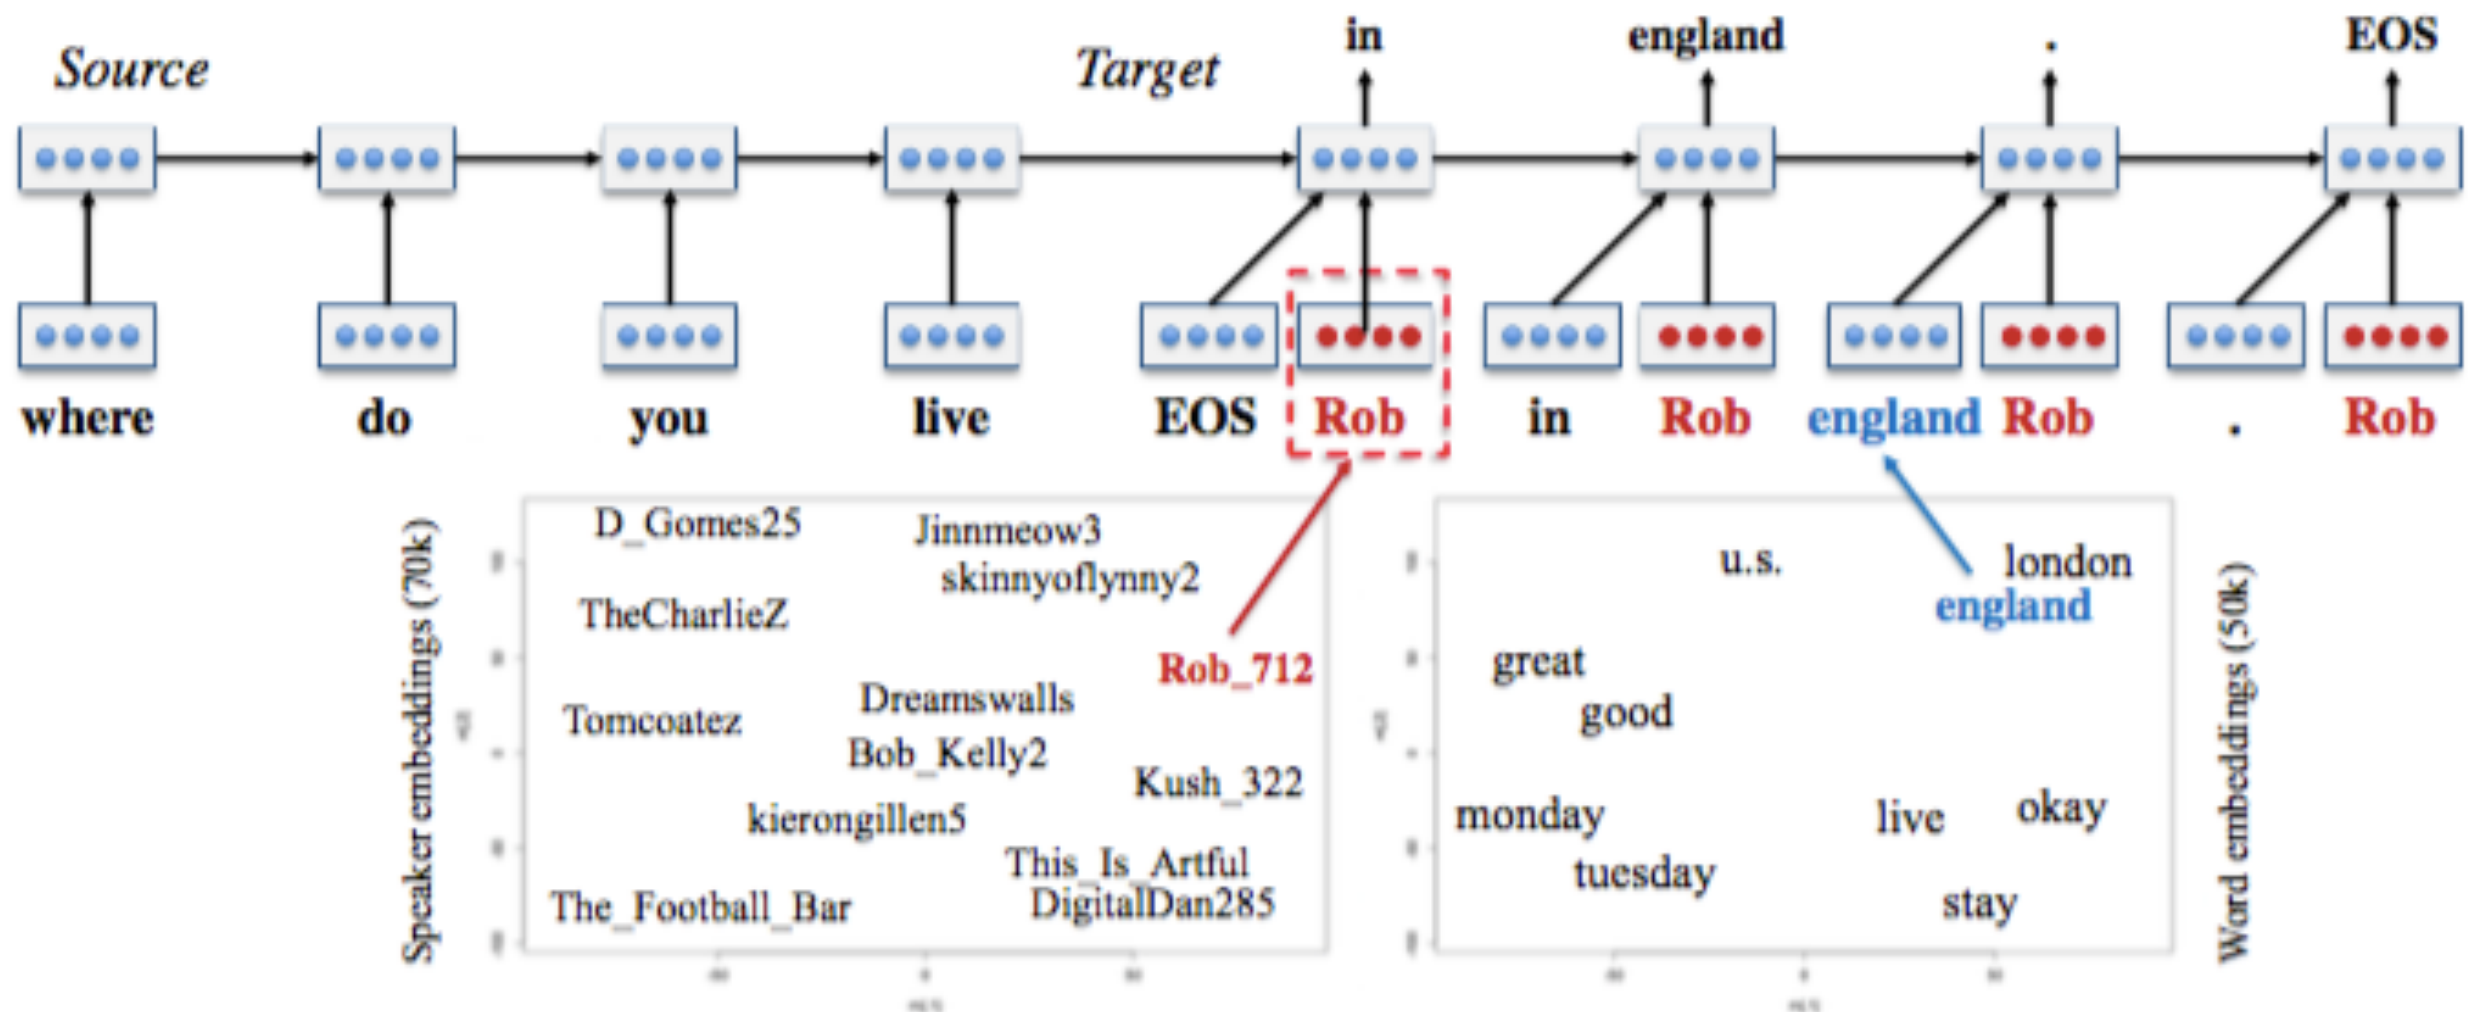 Source
Target
in england . EOS
where do you live EOS Rob in Rob england Rob . Rob
Speaker embeddings (70k)
D_Gomes25
Jinnmeow3
skinnyoflynny2
TheCharlieZ
Rob_712
Dreamswalls
Tomcoatez
Bob_Kelly2
Kush_322
kierongillen5
This_Is_Artful
The_Football_Bar
DigitalDan285
u.s.
london
england
great
good
monday
live
okay
tuesday
stay
Word embeddings (50k)